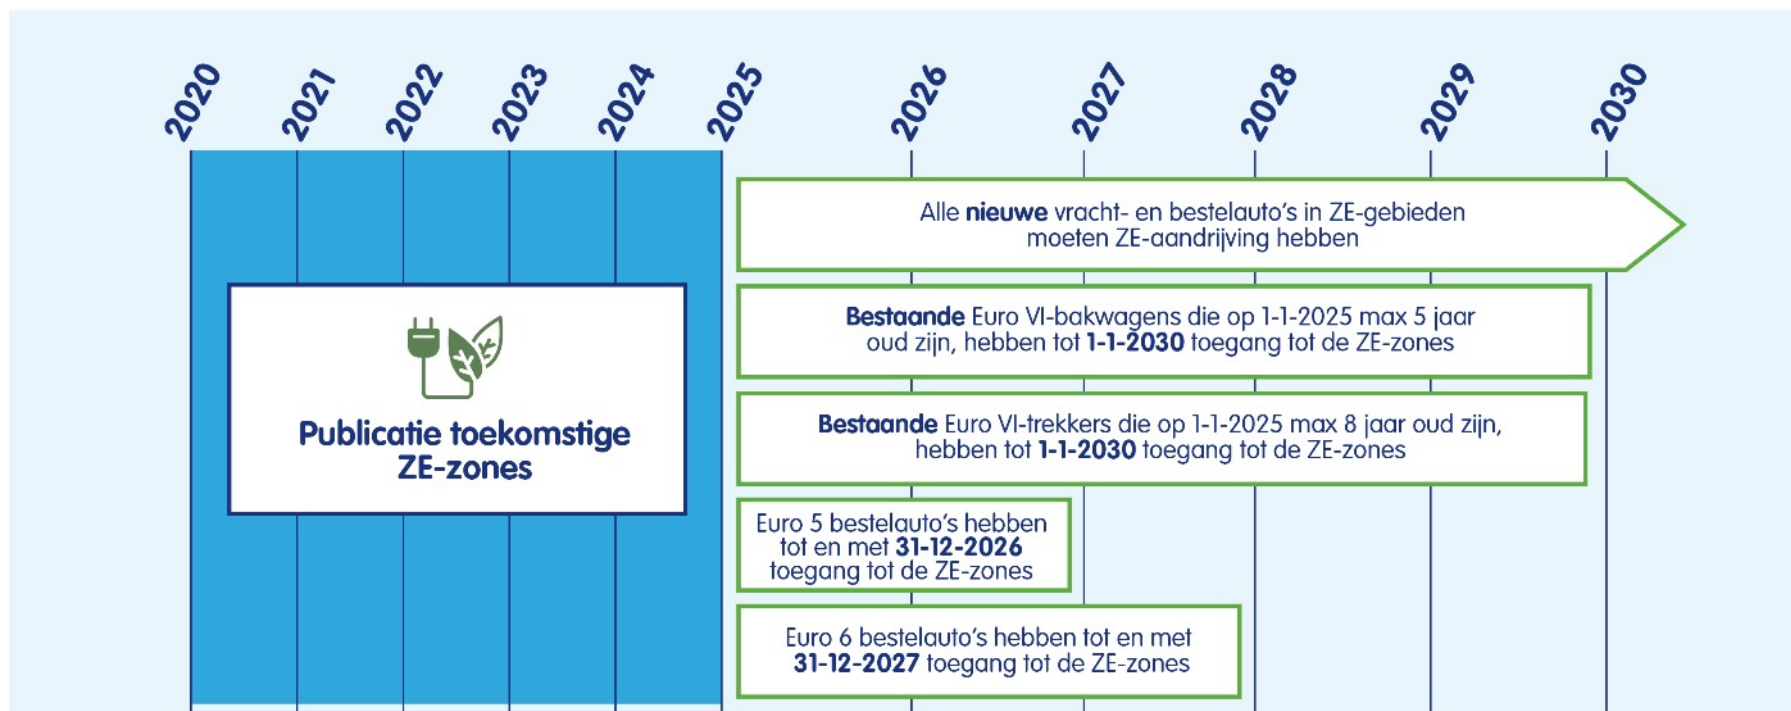 2020
2021
2022
2023
2024
2025
2026
2027
2028
2029
2030
Publicatie toekomstige
ZE-zones
Alle nieuwe vracht- en bestelauto's in ZE-gebieden
moeten ZE-aandrijving hebben
Bestaande Euro VI-bakwagens die op 1-1-2025 max 5 jaar
oud zijn, hebben tot 1-1-2030 toegang tot de ZE-zones
Bestaande Euro VI-trekkers die op 1-1-2025 max 8 jaar oud zijn,
hebben tot 1-1-2030 toegang tot de ZE-zones
Euro 5 bestelauto's hebben
tot en met 31-12-2026
toegang tot de ZE-zones
Euro 6 bestelauto's hebben tot en met
31-12-2027 toegang tot de ZE-zones